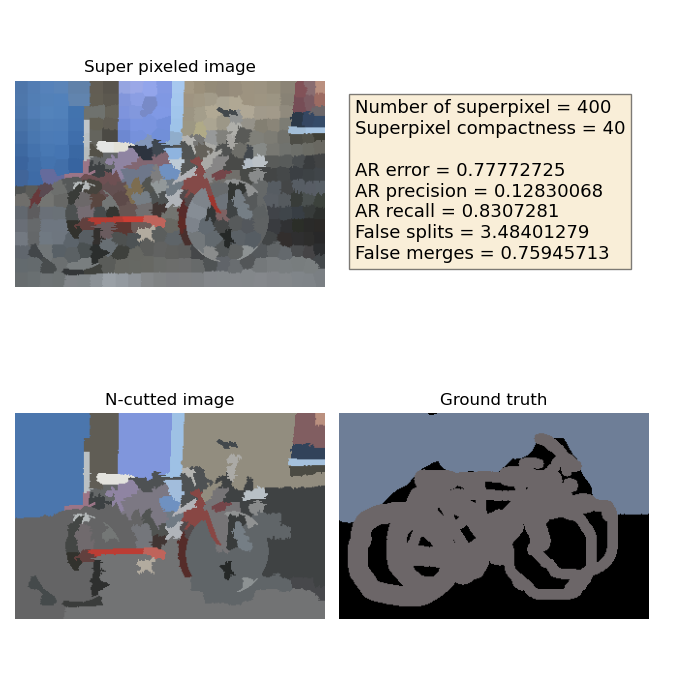 Super pixeled image
Number of superpixel = 400
Superpixel compactness = 40
AR error = 0.77772725
AR precision = 0.12830068
AR recall = 0.8307281
False splits = 3.48401279
False merges = 0.75945713
N-cutted image
Ground truth